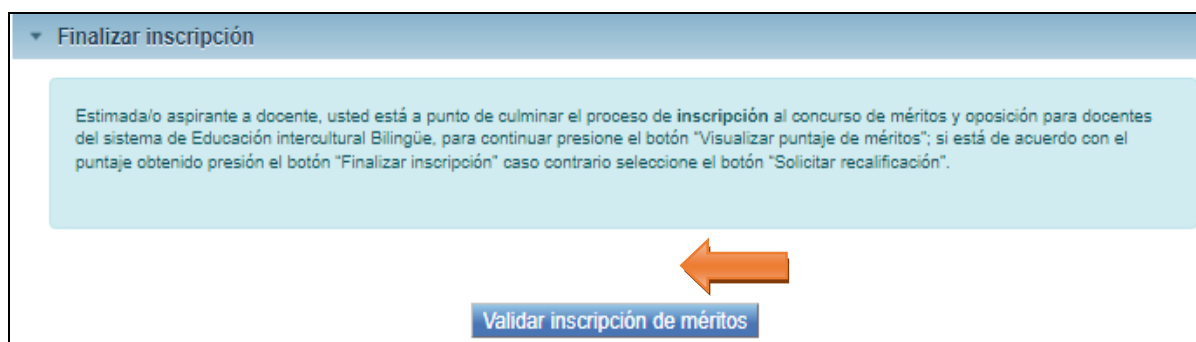 Finalizar inscripción
Estimada/o aspirante a docente, usted está a punto de culminar el proceso de inscripción al concurso de méritos y oposición para docentes
del sistema de Educación intercultural Bilingüe, para continuar presione el botón "Visualizar puntaje de méritos"; si está de acuerdo con el
puntaje obtenido presión el botón "Finalizar inscripción" caso contrario seleccione el botón "Solicitar recalificación".
Validar inscripción de méritos